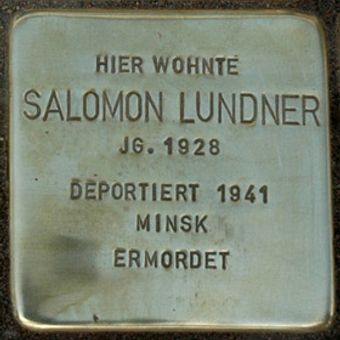 HIER WOHNTE
SALOMON LUNDNER
JG. 1928
DEPORTIERT 1941
MINSK
ERMORDET